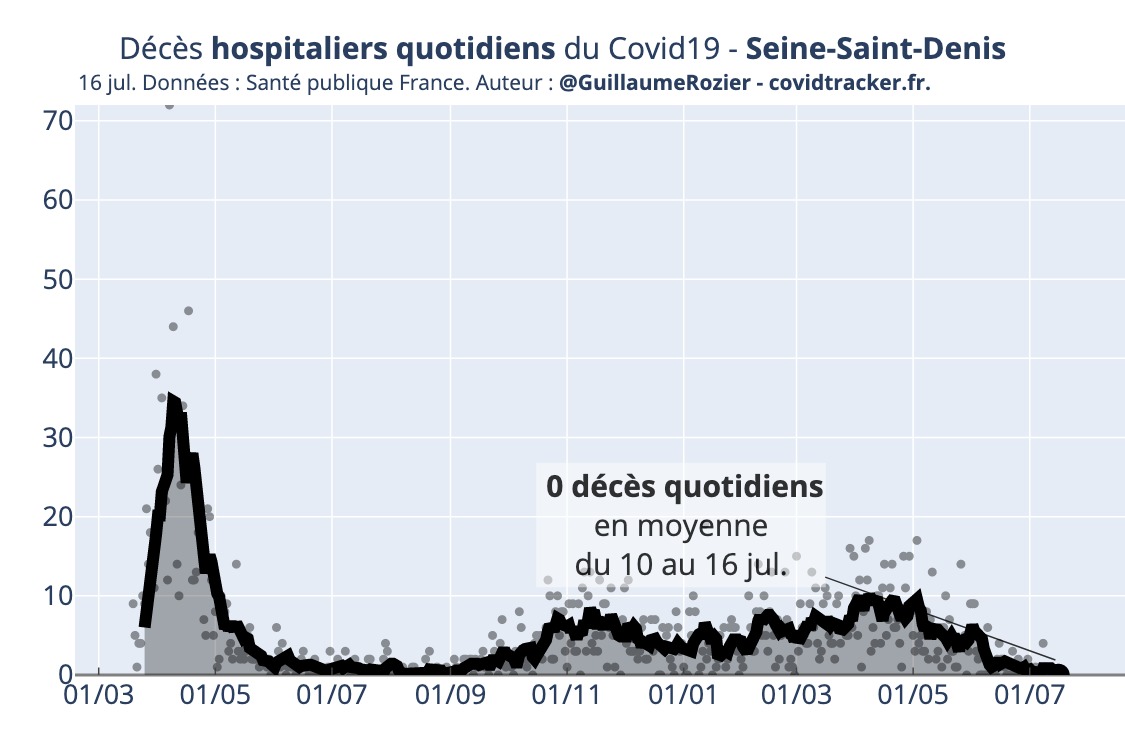 Décès hospitaliers quotidiens du Covid19 - Seine-Saint-Denis
16 jul. Données : Santé publique France. Auteur : @GuillaumeRozier - covidtracker.fr.
70
60
50
40
30
20
10
0
0 décès quotidiens
en moyenne
du 10 au 16 jul.
01/03 01/05 01/07 01/09 01/11 01/01 01/03 01/05 01/07